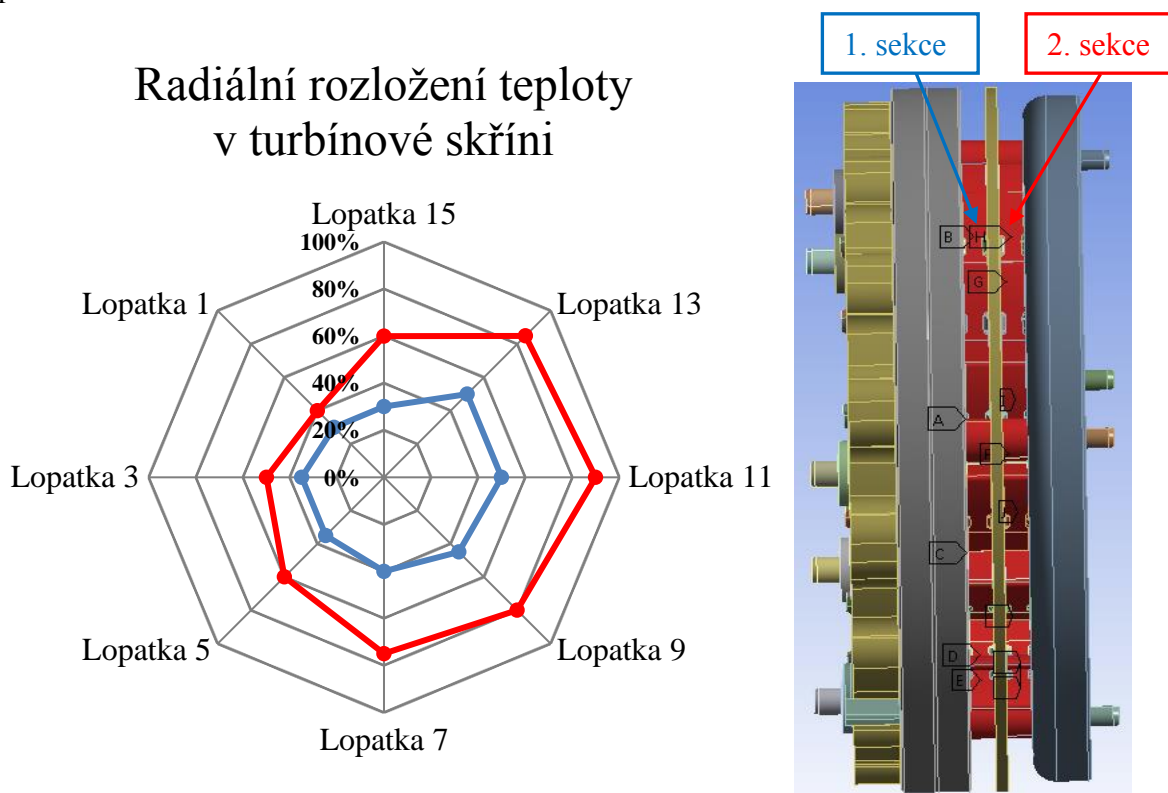 1. sekce
2. sekce
Radiální rozložení teploty
v turbínové skříni
Lopatka 15
100%
Lopatka 1
80%
Lopatka 13
60%
40%
20%
Lopatka 3
0%
Lopatka 11
Lopatka 5
Lopatka 9
Lopatka 7
B
H
G
A
C
D
E